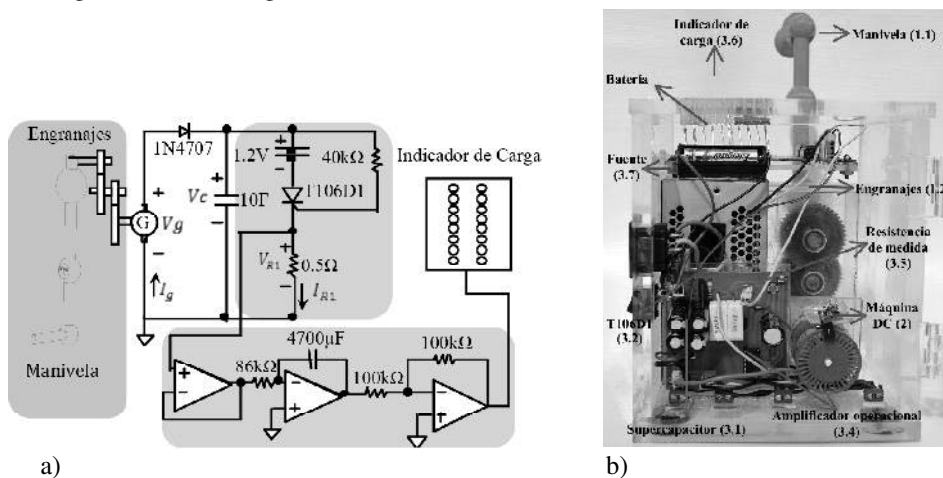 Engranajes
Manivela
G
Vg
Ig
1N4707
Vc
10F
1.2V
40kΩ
T106D1
VR1
0.5Ω
IR1
Indicador de Carga
86kΩ
4700µF
100kΩ
100kΩ
a)
Indicador de
carga (3.6)
Manivela (1.1)
Batería
Fuente
(3.7)
Engranajes (1.2
Resistencia
de medida
(3.5)
T106D1
(3.2)
Máquina
DC (2)
Supercapacitor (3.1)
Amplificador operacional
(3.4)
b)